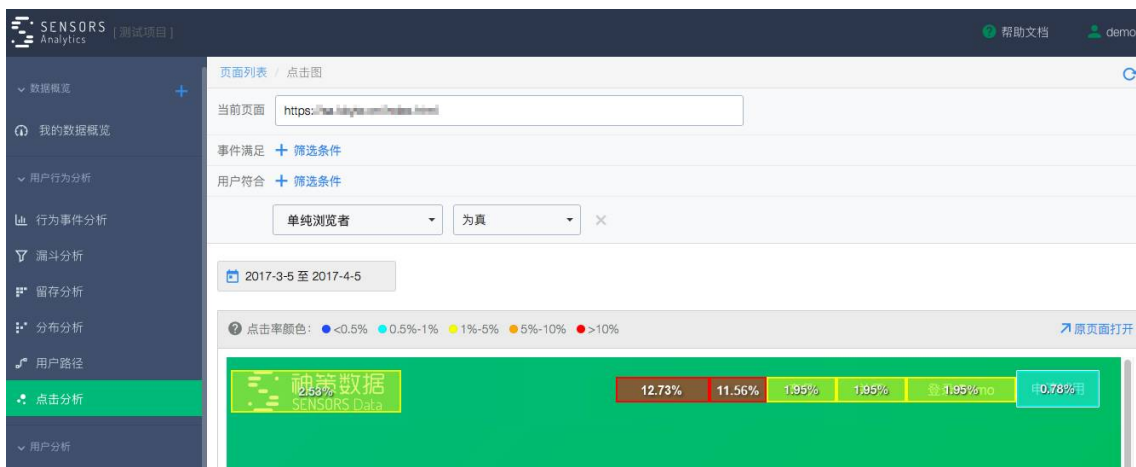 SENSORS Analytics [测试项目]
帮助文档
demo
页面列表 / 点击图
数据概览
我的数据概览
用户行为分析
行为事件分析
漏斗分析
留存分析
分布分析
用户路径
点击分析
用户分析
当前页面 https:
事件满足 + 筛选条件
用户符合 + 筛选条件
单纯浏览者 为真
2017-3-5 至 2017-4-5
点击率颜色: <0.5% 0.5%-1% 1%-5% 5%-10% >10%
原页面打开
神策数据
SENSORS Data
2.53%
12.73% 11.56% 1.95% 1.95% 1.95% 0.78%